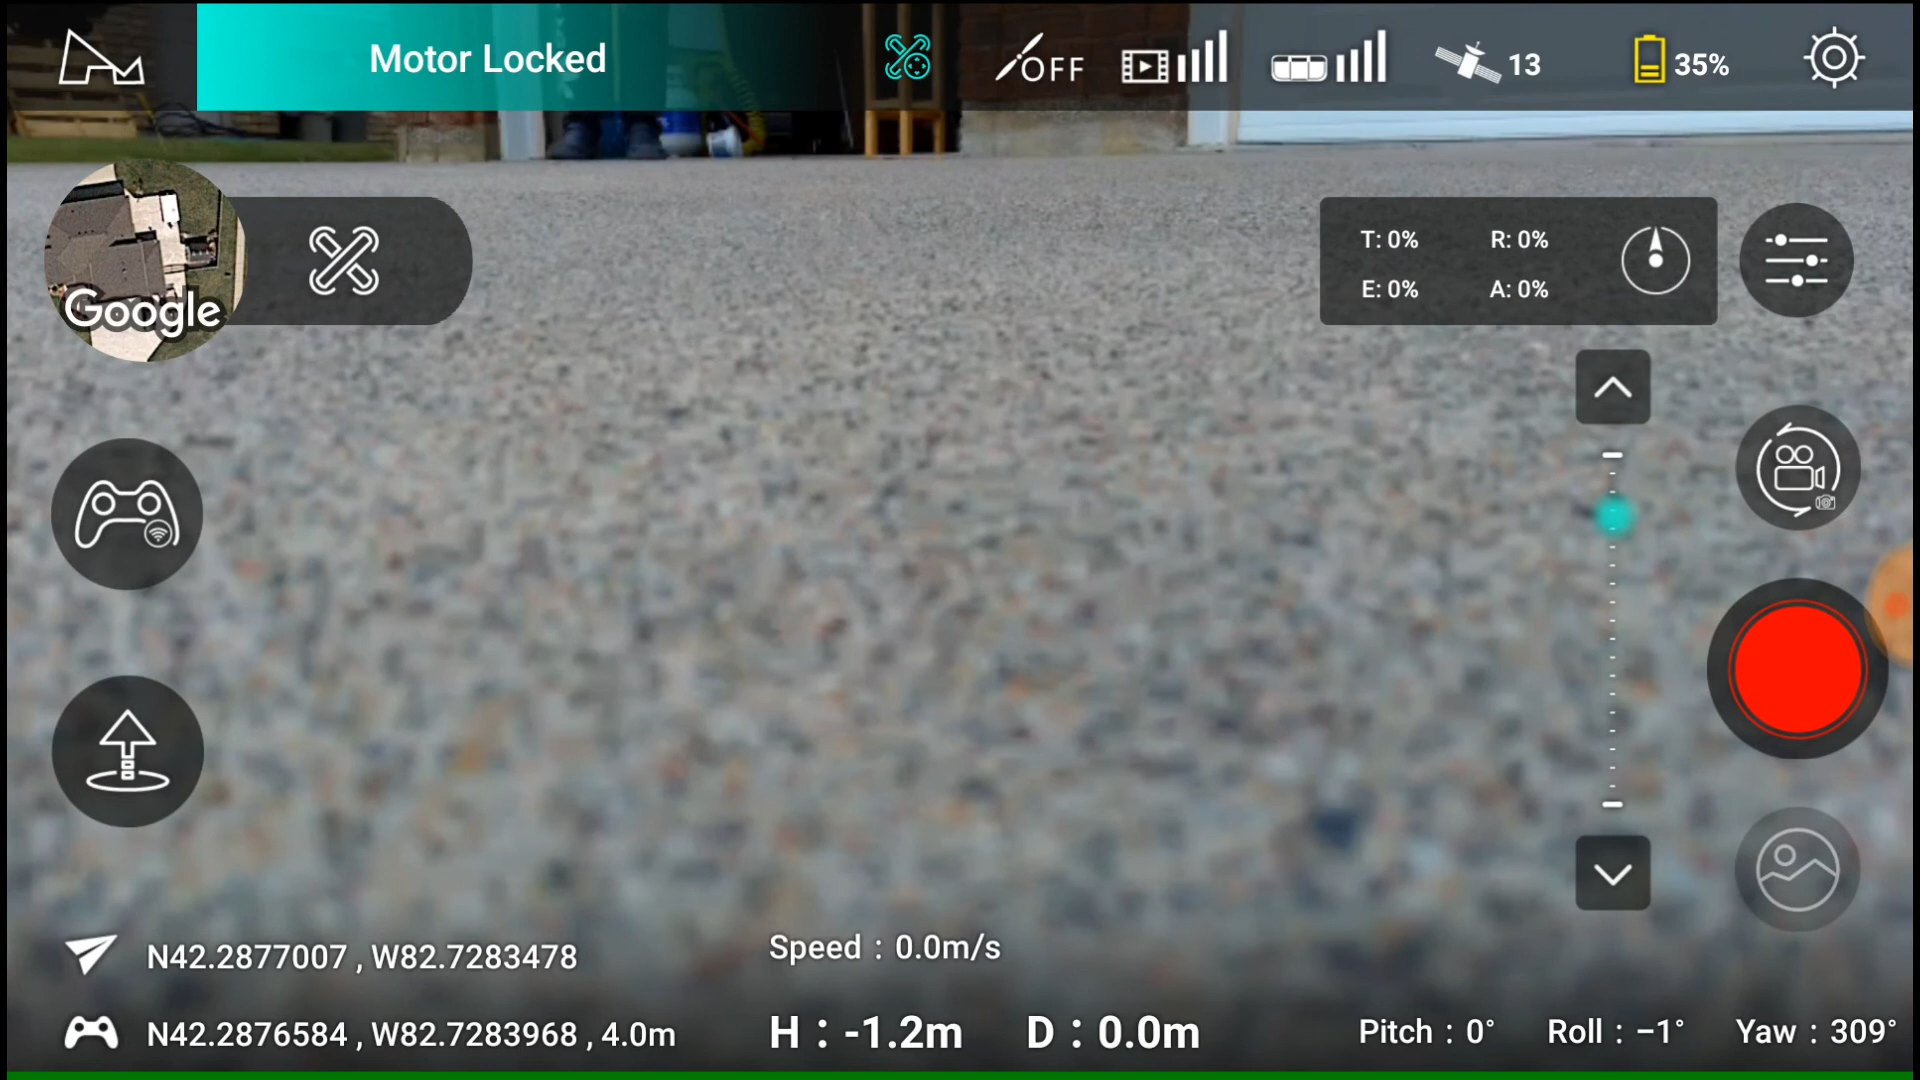 Motor Locked
OFF
13
35%
Google
T: 0% R: 0%
E: 0% A: 0%
N42.2877007 , W82.7283478
Speed : 0.0m/s
N42.2876584 , W82.7283968 , 4.0m
H : -1.2m D : 0.0m
Pitch : 0° Roll : −1° Yaw : 309°